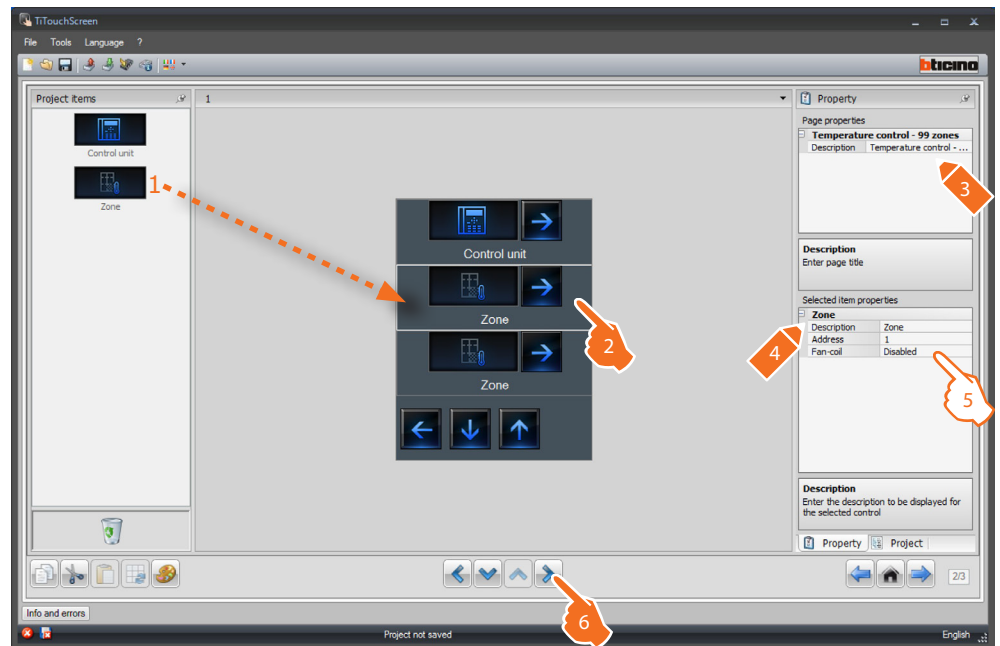 TiTouchScreen
File Tools Language ?
bticino
Project items
1
Property
Control unit
Zone
1
Page properties
Temperature control - 99 zones
Description Temperature control - ...
3
Description
Enter page title
Control unit
Zone
2
Zone
Selected item properties
Zone
Description Zone
Address 1
Fan-coil Disabled
4
5
Description
Enter the description to be displayed for
the selected control
Property Project
2/3
6
Info and errors
Project not saved
English